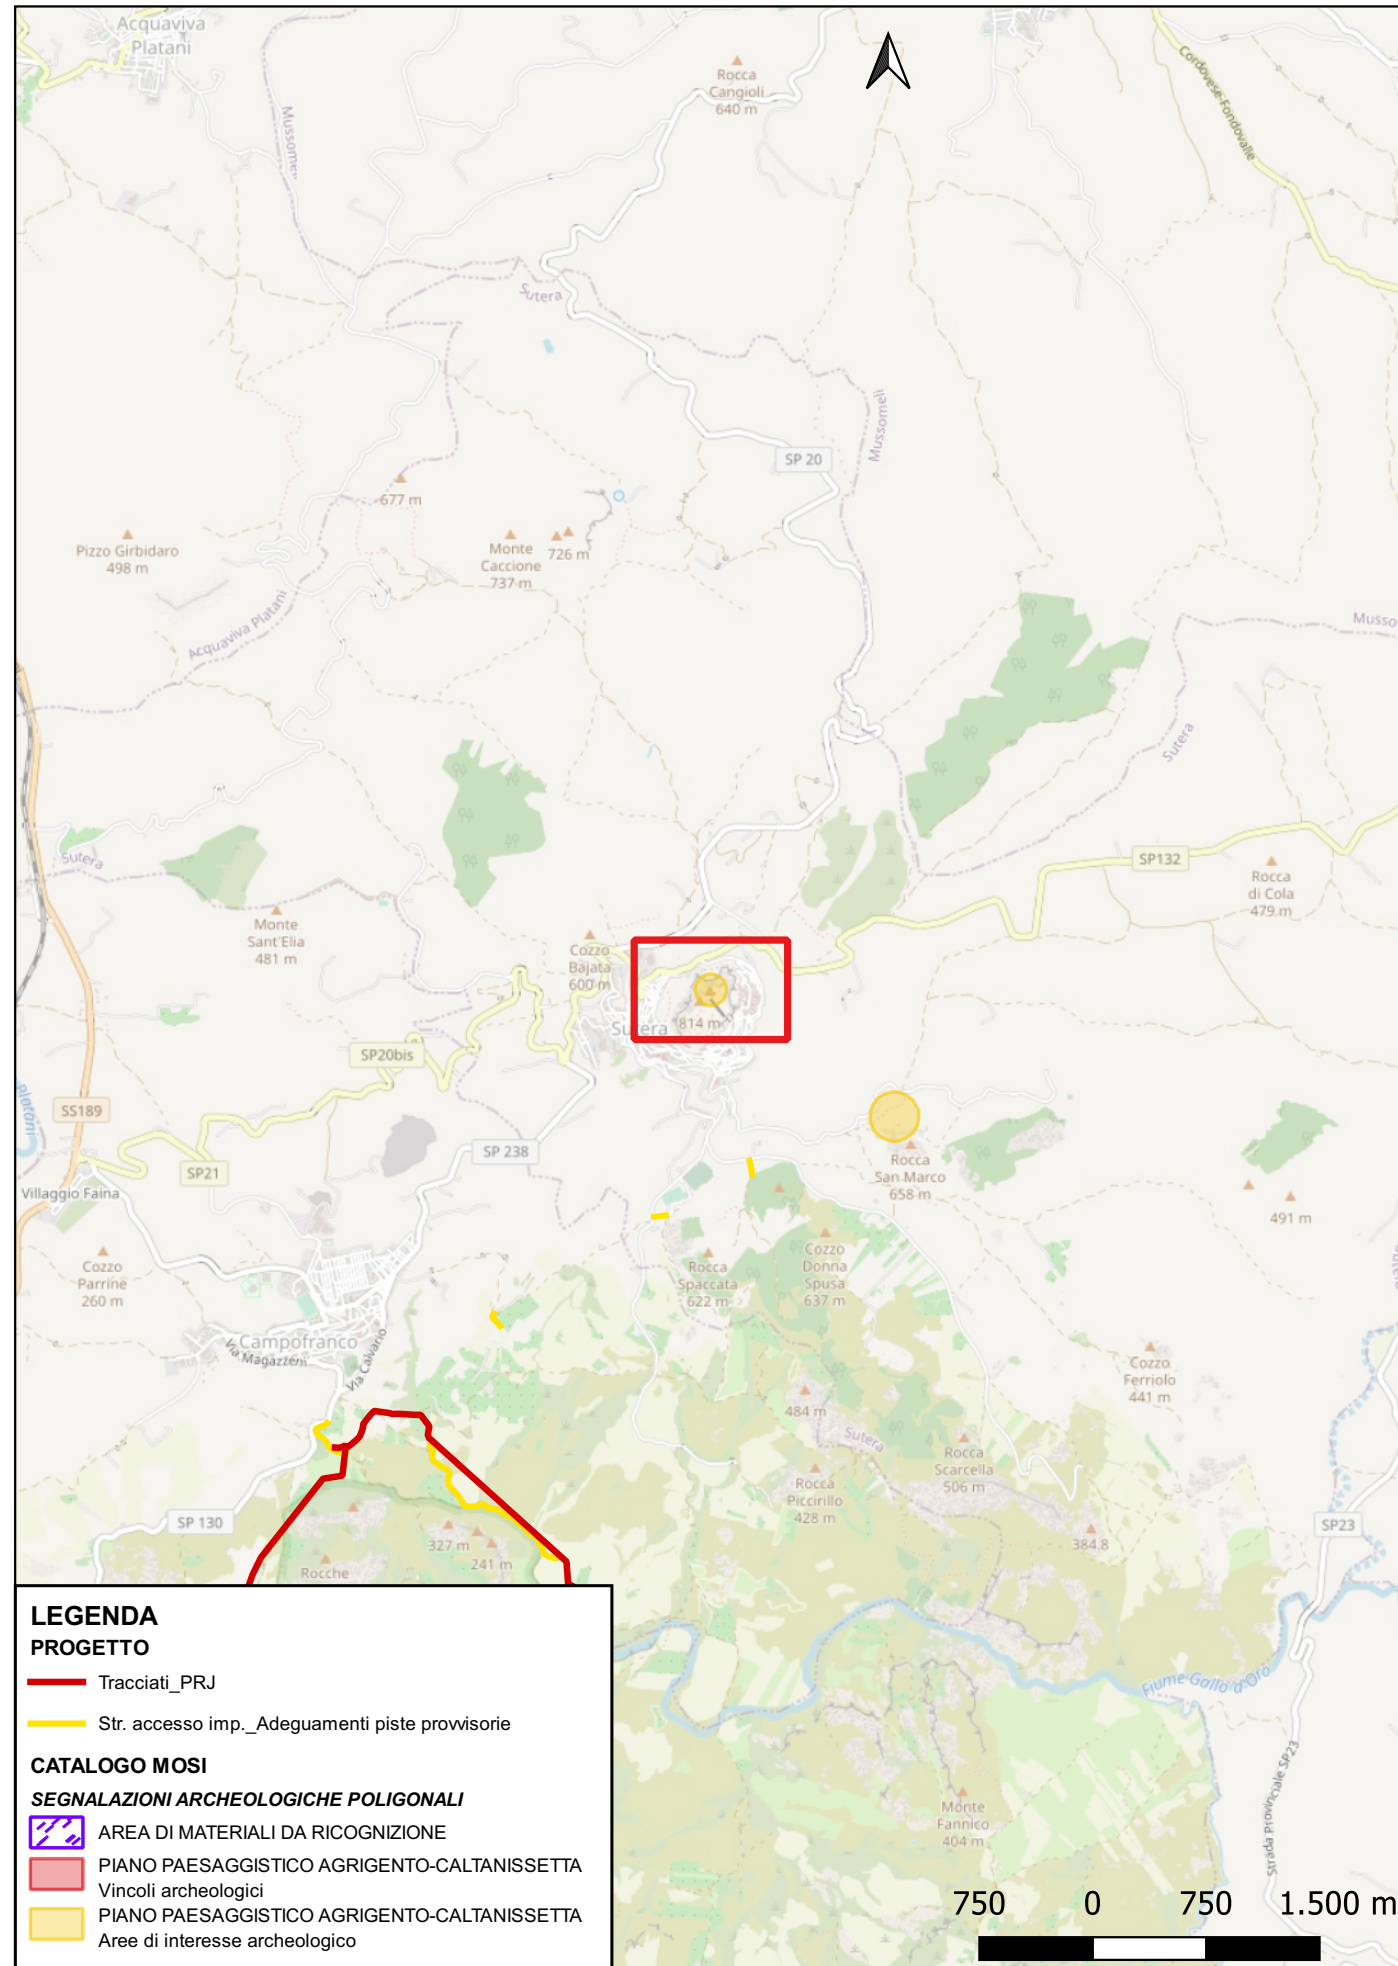 Acquaviva
Platani
Mussomeli
Rocca
Cangioli
640 m
Cordovese-Fondovalle
Sutera
Mussomeli
SP 20
677 m
Pizzo Girbidaro
498 m
Monte
Caccione
737 m
726 m
Acquaviva Platani
Musso
Sutera
Sutera
SP132
Rocca
di Cola
479 m
Monte
Sant'Elia
481 m
Cozzo
Bajata
600 m
Sutera
814 m
SP20bis
Platani
SS189
SP 238
SP21
Villaggio Faina
Rocca
San Marco
658 m
491 m
Cozzo
Parrine
260 m
Rocca
Spaccata
622 m
Cozzo
Donna
Spusa
637 m
Campofranco
Via Magazzeni
Via Calvario
Cozzo
Ferriolo
441 m
484 m
Sutera
Rocca
Scarcella
506 m
Rocca
Piccirillo
428 m
SP 130
327 m
241 m
Rocche
384.8
SP23
Fiume Gallo d'Oro
Strada Provinciale SP23
Monte
Fannico
404 m
LEGENDA
PROGETTO
Tracciati_PRJ
Str. accesso imp._Adeguamenti piste provvisorie
CATALOGO MOSI
SEGNALAZIONI ARCHEOLOGICHE POLIGONALI
AREA DI MATERIALI DA RICOGNIZIONE
PIANO PAESAGGISTICO AGRIGENTO-CALTANISSETTA
Vincoli archeologici
PIANO PAESAGGISTICO AGRIGENTO-CALTANISSETTA
Aree di interesse archeologico
750 0 750 1.500 m